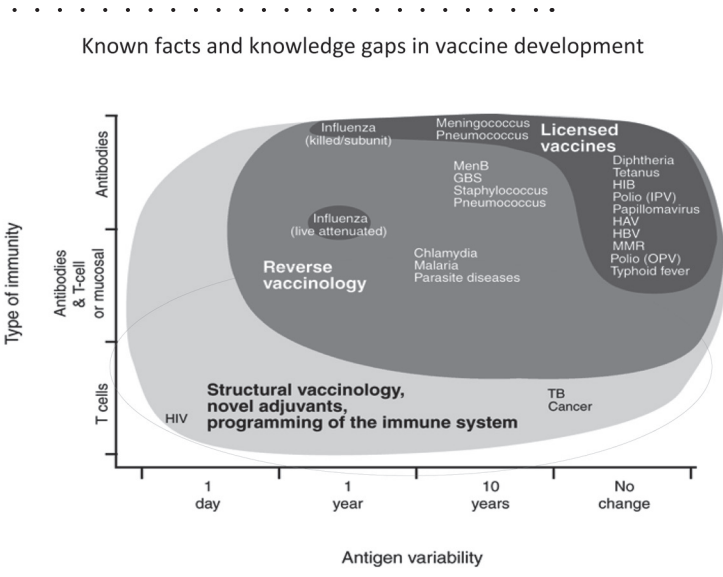 Known facts and knowledge gaps in vaccine development
Type of immunity
Antibodies
Antibodies
& T-cell
or mucosal
T cells
Influenza
(killed/subunit)
Meningococcus
Pneumococcus
Licensed
vaccines
MenB
GBS
Staphylococcus
Pneumococcus
Diphtheria
Tetanus
HIB
Polio (IPV)
Papillomavirus
HAV
HBV
MMR
Polio (OPV)
Typhoid fever
Influenza
(live attenuated)
Reverse
vaccinology
Chlamydia
Malaria
Parasite diseases
Structural vaccinology,
novel adjuvants,
programming of the immune system
HIV
TB
Cancer
1
day
1
year
10
years
No
change
Antigen variability